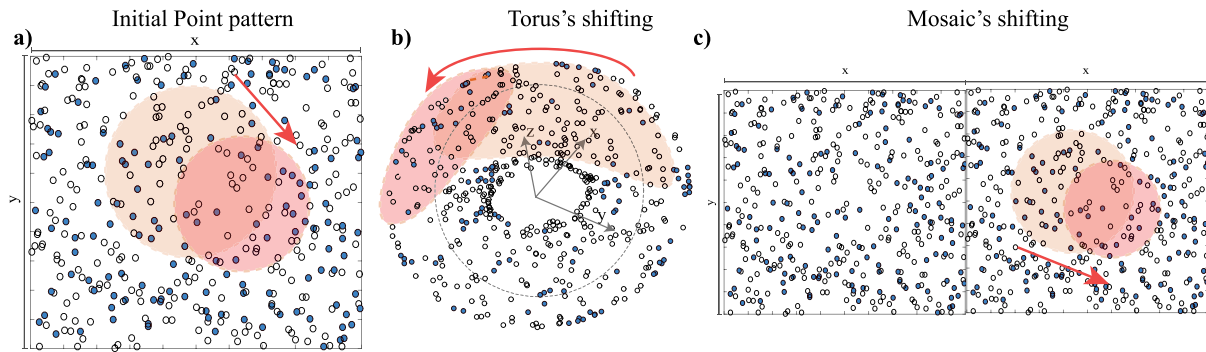 Initial Point pattern
Torus's shifting
Mosaic's shifting
a)
x
b)
c)
x
x
y
z
x
y
y